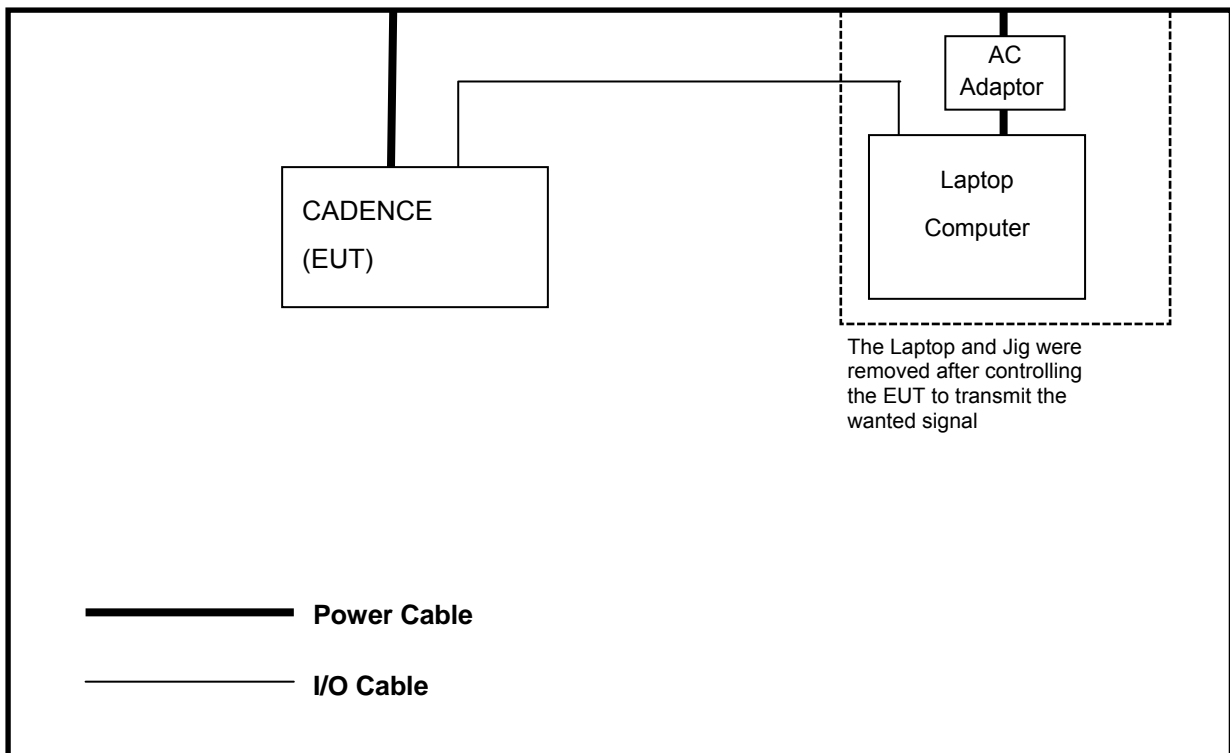 AC
Adaptor
Laptop
Computer
CADENCE
(EUT)
The Laptop and Jig were
removed after controlling
the EUT to transmit the
wanted signal
Power Cable
I/O Cable